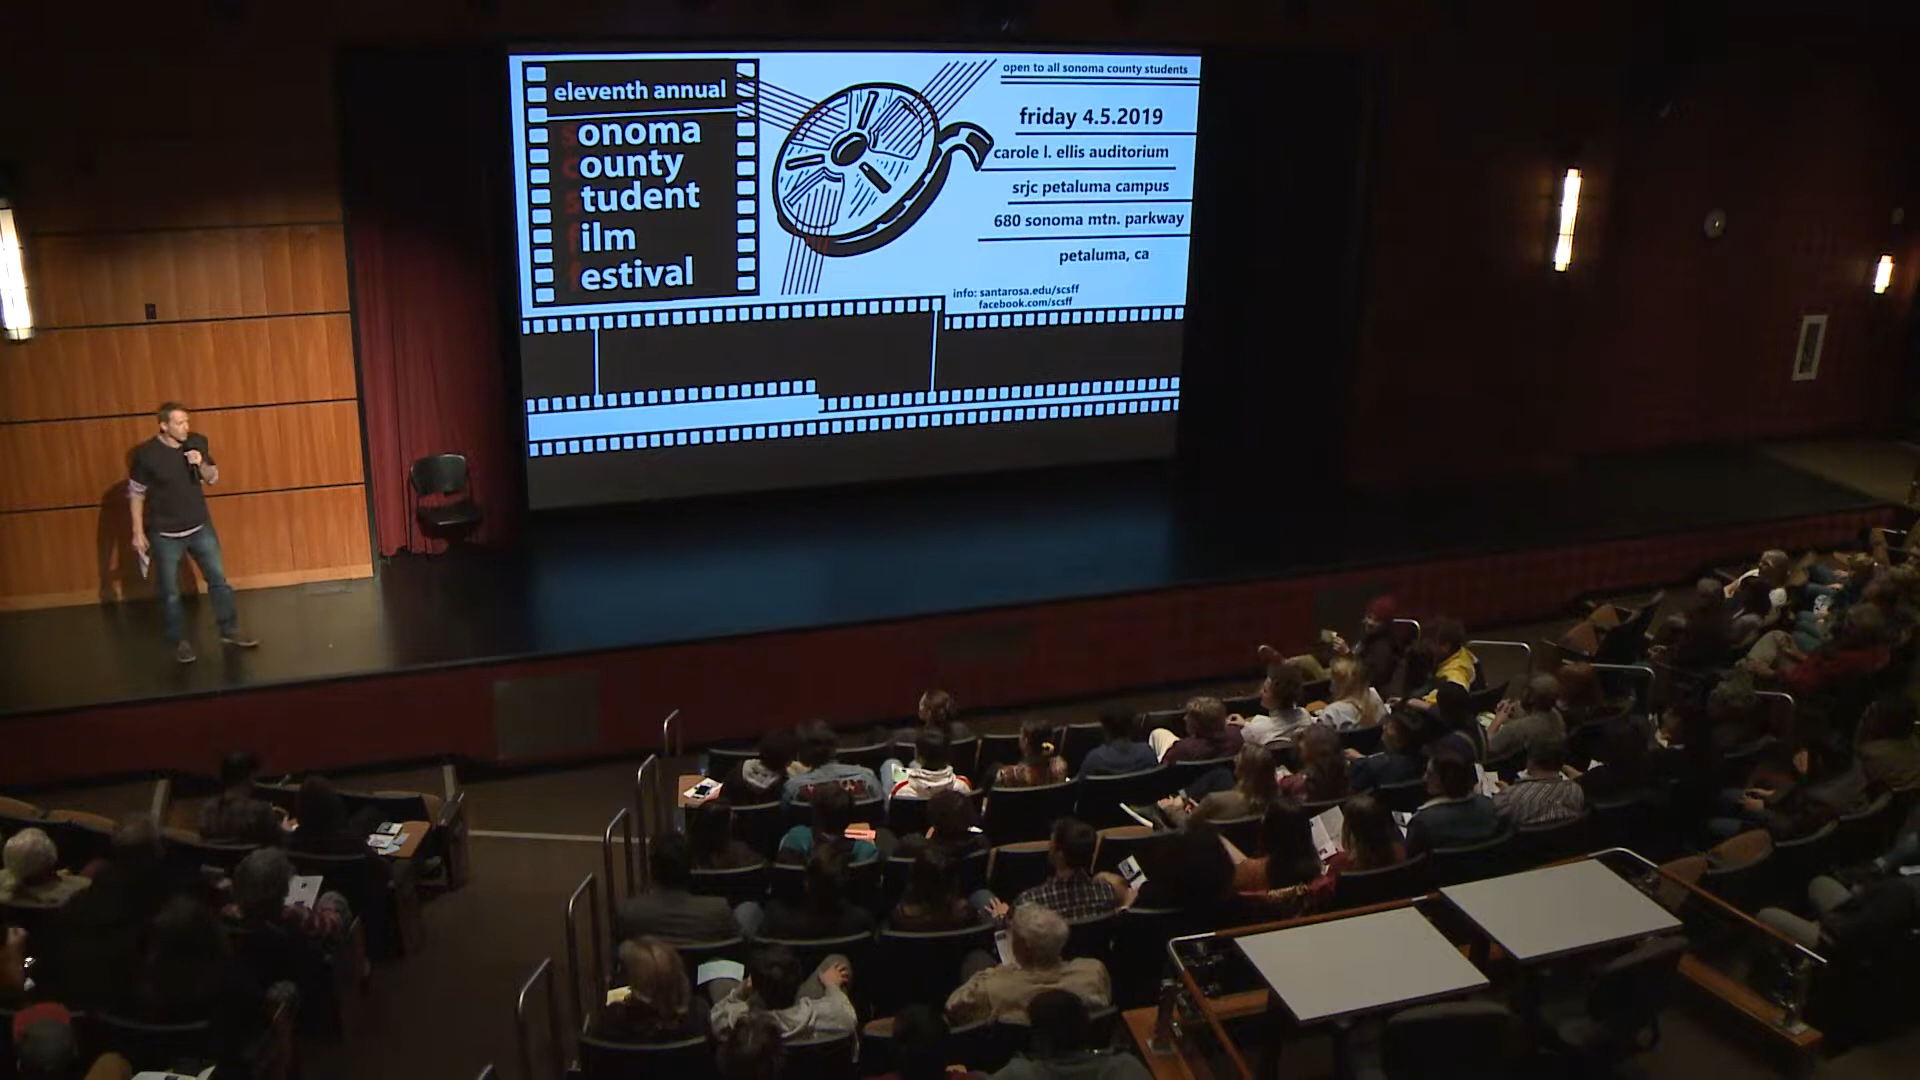 eleventh annual
sonoma
county
student
film
festival
open to all sonoma county students
friday 4.5.2019
carole l. ellis auditorium
srjc petaluma campus
680 sonoma mtn. parkway
petaluma, ca
info: santarosa.edu/scsff
facebook.com/scsff